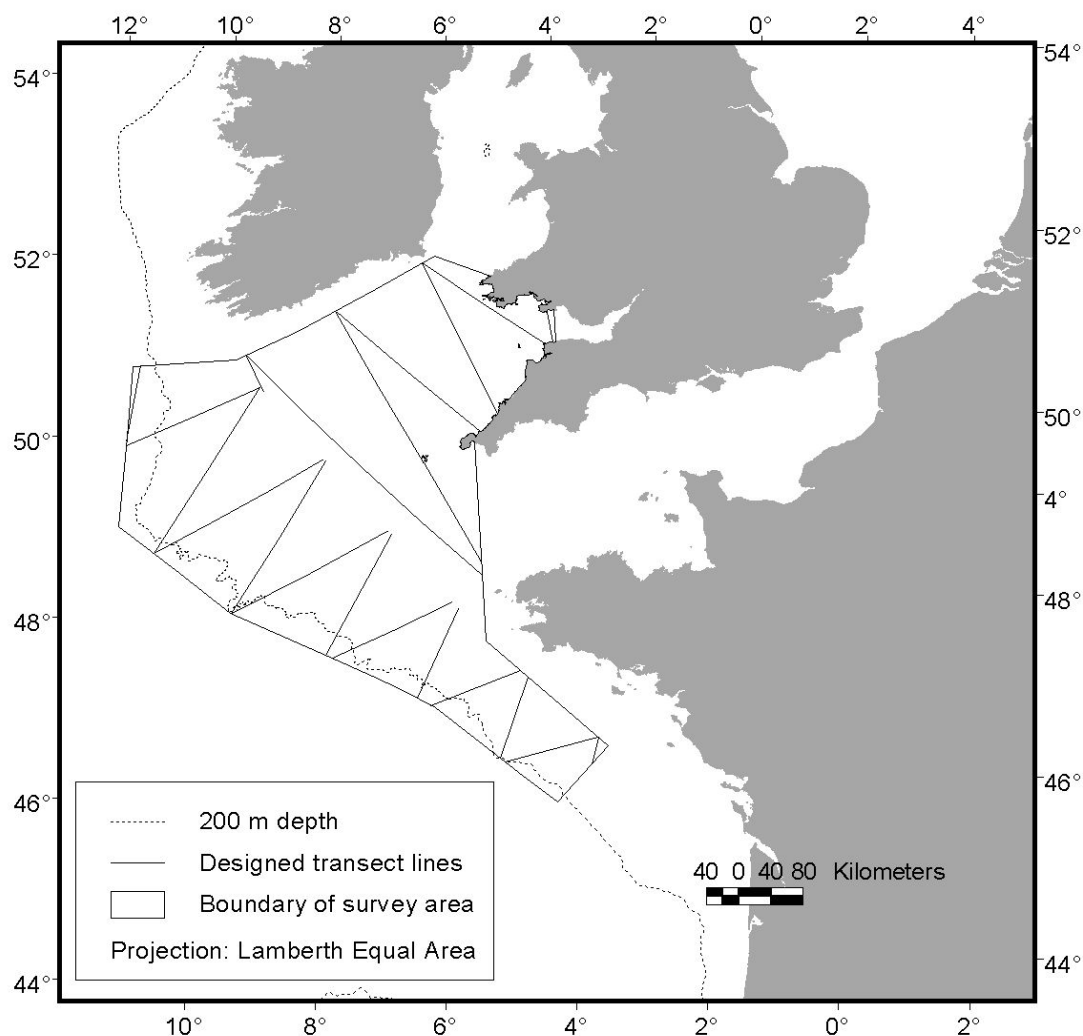 12° 10° 8° 6° 4° 2° 0° 2° 4°
54° 54°
52° 52°
50° 50°
4°
48° 48°
46° 46°
44° 44°
200 m depth
Designed transect lines
Boundary of survey area
Projection: Lamberth Equal Area
40 0 40 80 Kilometers
10° 8° 6° 4° 2° 0° 2°